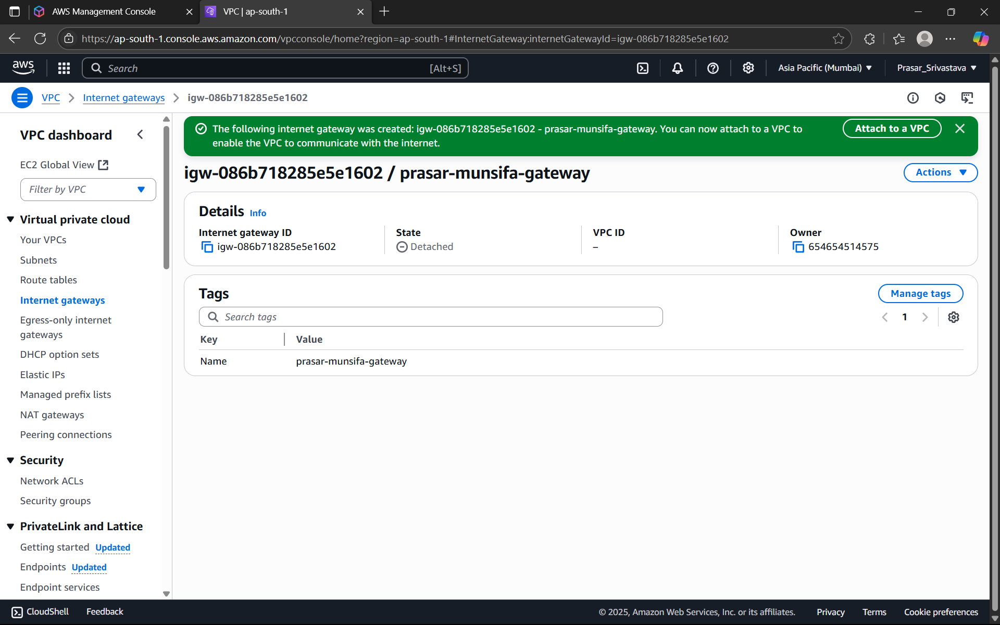 AWS Management Console
VPC | ap-south-1
https://ap-south-1.console.aws.amazon.com/vpcconsole/home?region=ap-south-1#InternetGateway:internetGatewayId=igw-086b718285e5e1602
aws
Search
[Alt+S]
Asia Pacific (Mumbai)
Prasar_Srivastava
VPC
Internet gateways
igw-086b718285e5e1602
VPC dashboard
EC2 Global View
Filter by VPC
Virtual private cloud
Your VPCs
Subnets
Route tables
Internet gateways
Egress-only internet
gateways
DHCP option sets
Elastic IPs
Managed prefix lists
NAT gateways
Peering connections
Security
Network ACLs
Security groups
PrivateLink and Lattice
Getting started Updated
Endpoints Updated
Endpoint services
The following internet gateway was created: igw-086b718285e5e1602 - prasar-munsifa-gateway. You can now attach to a VPC to
enable the VPC to communicate with the internet.
Attach to a VPC
igw-086b718285e5e1602 / prasar-munsifa-gateway
Actions
Details Info
Internet gateway ID
igw-086b718285e5e1602
State
Detached
VPC ID
–
Owner
654654514575
Tags
Manage tags
Search tags
1
Key Value
Name prasar-munsifa-gateway
CloudShell
Feedback
© 2025, Amazon Web Services, Inc. or its affiliates.
Privacy
Terms
Cookie preferences